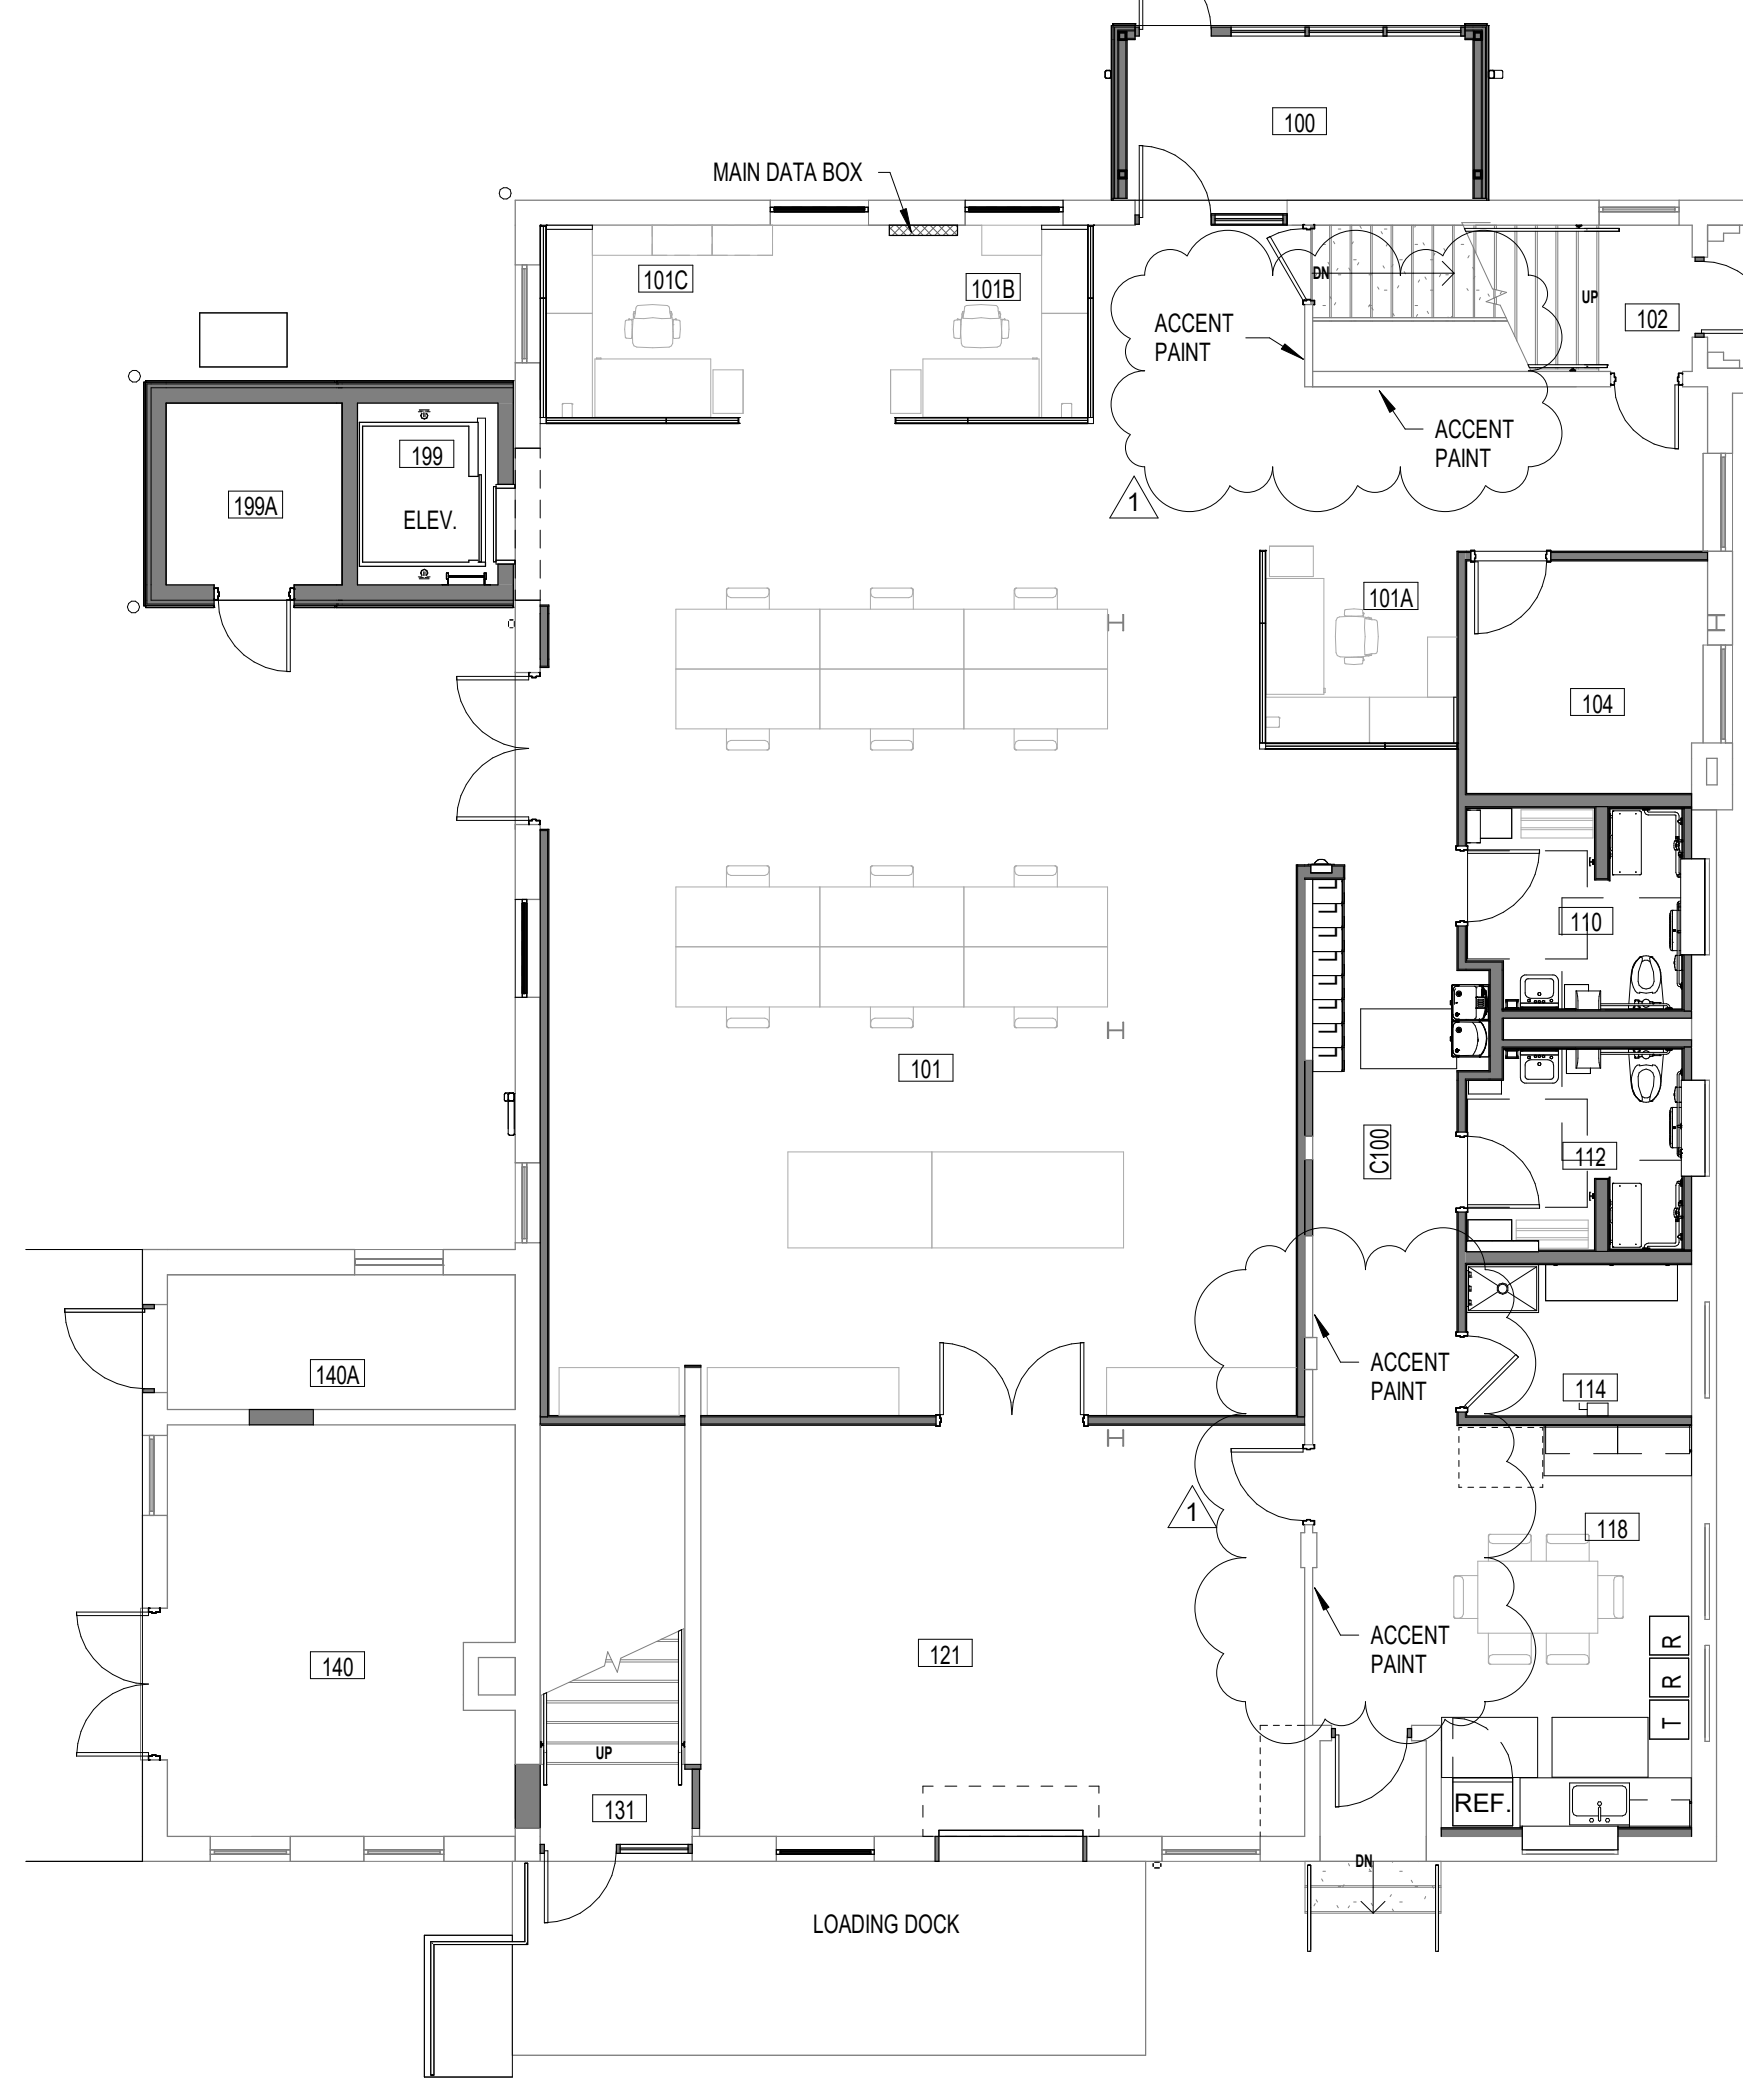 100
MAIN DATA BOX
101C
101B
DN
UP
102
ACCENT
PAINT
ACCENT
PAINT
199
199A
ELEV.
1
101A
104
110
101
C100
112
140A
ACCENT
PAINT
114
1
118
ACCENT
PAINT
140
121
R
R
T
UP
131
REF.
DN
LOADING DOCK